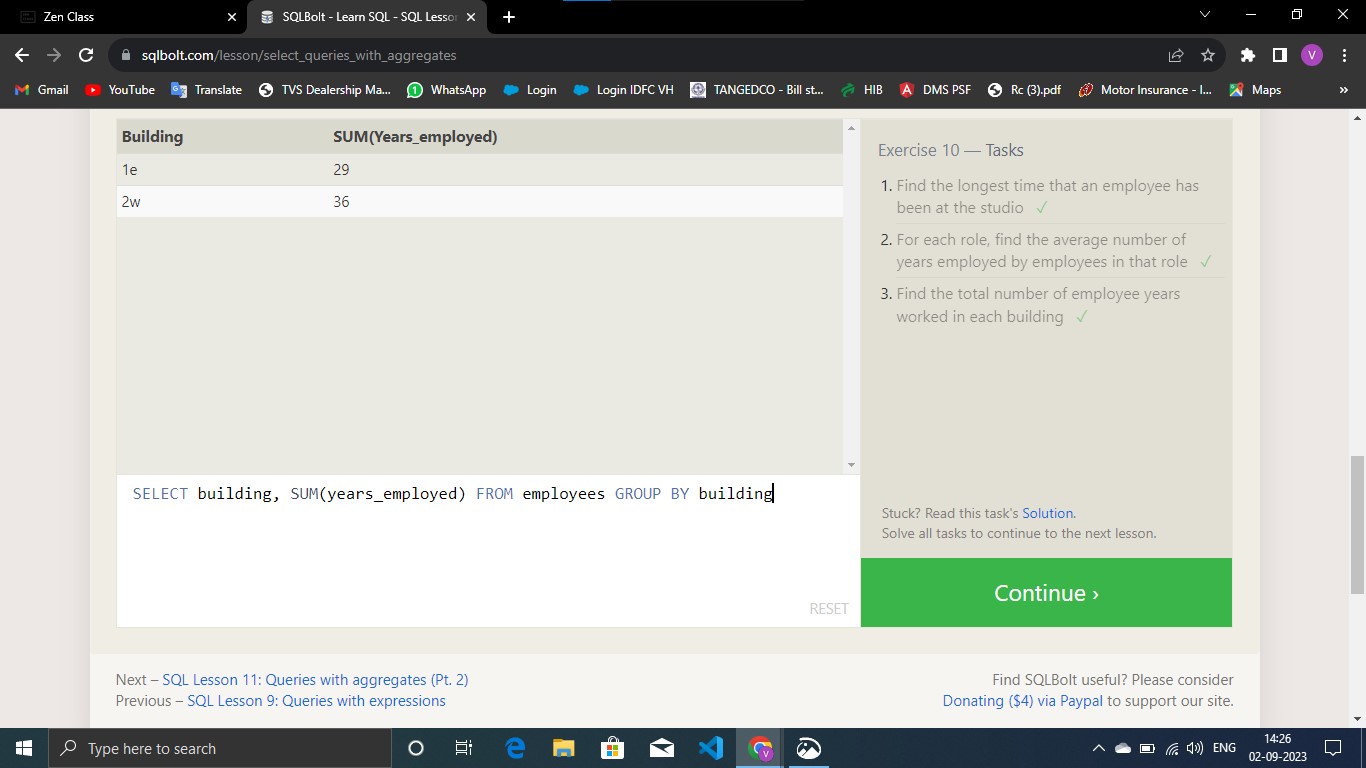 Zen Class
SQLBolt - Learn SQL - SQL Lesson
sqlbolt.com/lesson/select_queries_with_aggregates
V
Gmail YouTube Translate TVS Dealership Ma... WhatsApp Login Login IDFC VH TANGEDCO - Bill st... HIB DMS PSF Rc (3).pdf Motor Insurance - I... Maps »
Building SUM(Years_employed)
1e 29
2w 36
SELECT building, SUM(years_employed) FROM employees GROUP BY building
RESET
Exercise 10 — Tasks
1. Find the longest time that an employee has
been at the studio ✓
2. For each role, find the average number of
years employed by employees in that role ✓
3. Find the total number of employee years
worked in each building ✓
Stuck? Read this task's Solution.
Solve all tasks to continue to the next lesson.
Continue ›
Next – SQL Lesson 11: Queries with aggregates (Pt. 2)
Previous – SQL Lesson 9: Queries with expressions
Find SQLBolt useful? Please consider
Donating ($4) via Paypal to support our site.
Type here to search
ENG
14:26
02-09-2023